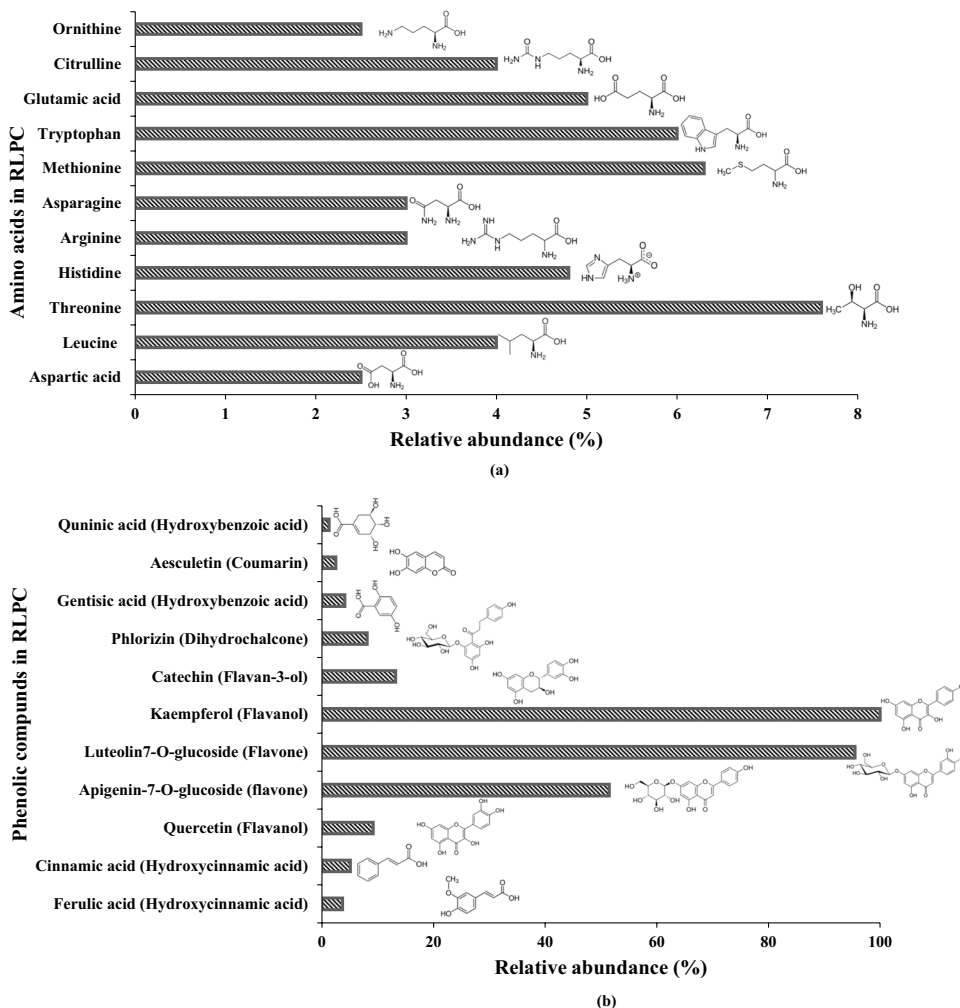 Amino acids in RLPC
Ornithine
Citrulline
Glutamic acid
Tryptophan
Methionine
Asparagine
Arginine
Histidine
Threonine
Leucine
Aspartic acid
0 1 2 3 4 5 6 7 8
Relative abundance (%)
(a)
Phenolic compunds in RLPC
Quninic acid (Hydroxybenzoic acid)
Aesculetin (Coumarin)
Gentisic acid (Hydroxybenzoic acid)
Phlorizin (Dihydrochalcone)
Catechin (Flavan-3-ol)
Kaempferol (Flavanol)
Luteolin7-O-glucoside (Flavone)
Apigenin-7-O-glucoside (flavone)
Quercetin (Flavanol)
Cinnamic acid (Hydroxycinnamic acid)
Ferulic acid (Hydroxycinnamic acid)
0 20 40 60 80 100
Relative abundance (%)
(b)